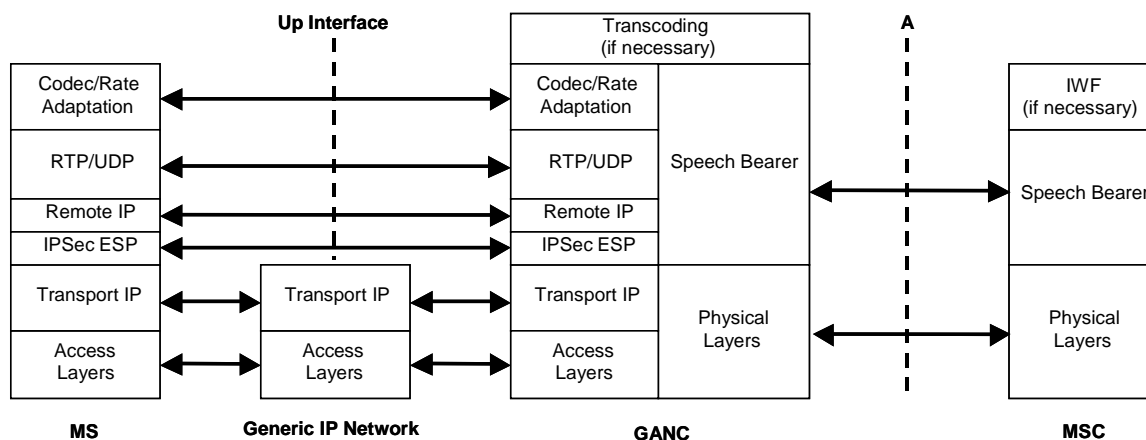 Up Interface
A
Transcoding
(if necessary)
Codec/Rate
Adaptation
Codec/Rate
Adaptation
IWF
(if necessary)
RTP/UDP
RTP/UDP
Speech Bearer
Speech Bearer
Remote IP
Remote IP
IPSec ESP
IPSec ESP
Transport IP
Transport IP
Transport IP
Physical
Layers
Physical
Layers
Access
Layers
Access
Layers
Access
Layers
MS
Generic IP Network
GANC
MSC